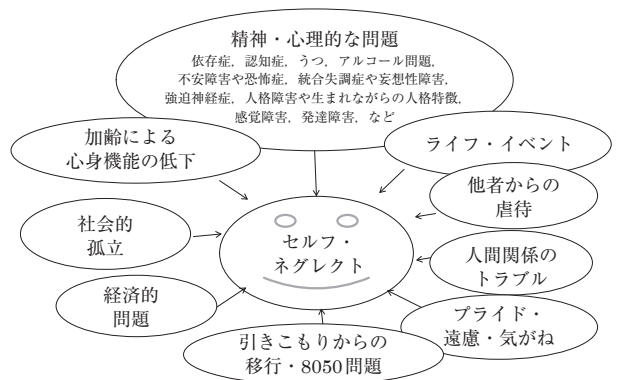 精神・心理的な問題
依存症，認知症，うつ，アルコール問題，
不安障害や恐怖症，統合失調症や妄想性障害，
強迫神経症，人格障害や生まれながらの人格特徴，
感覚障害，発達障害，など
加齢による
心身機能の低下
ライフ・イベント
他者からの
虐待
社会的
孤立
セルフ・
ネグレクト
人間関係の
トラブル
経済的
問題
プライド・
遠慮・気がね
引きこもりからの
移行・8050問題